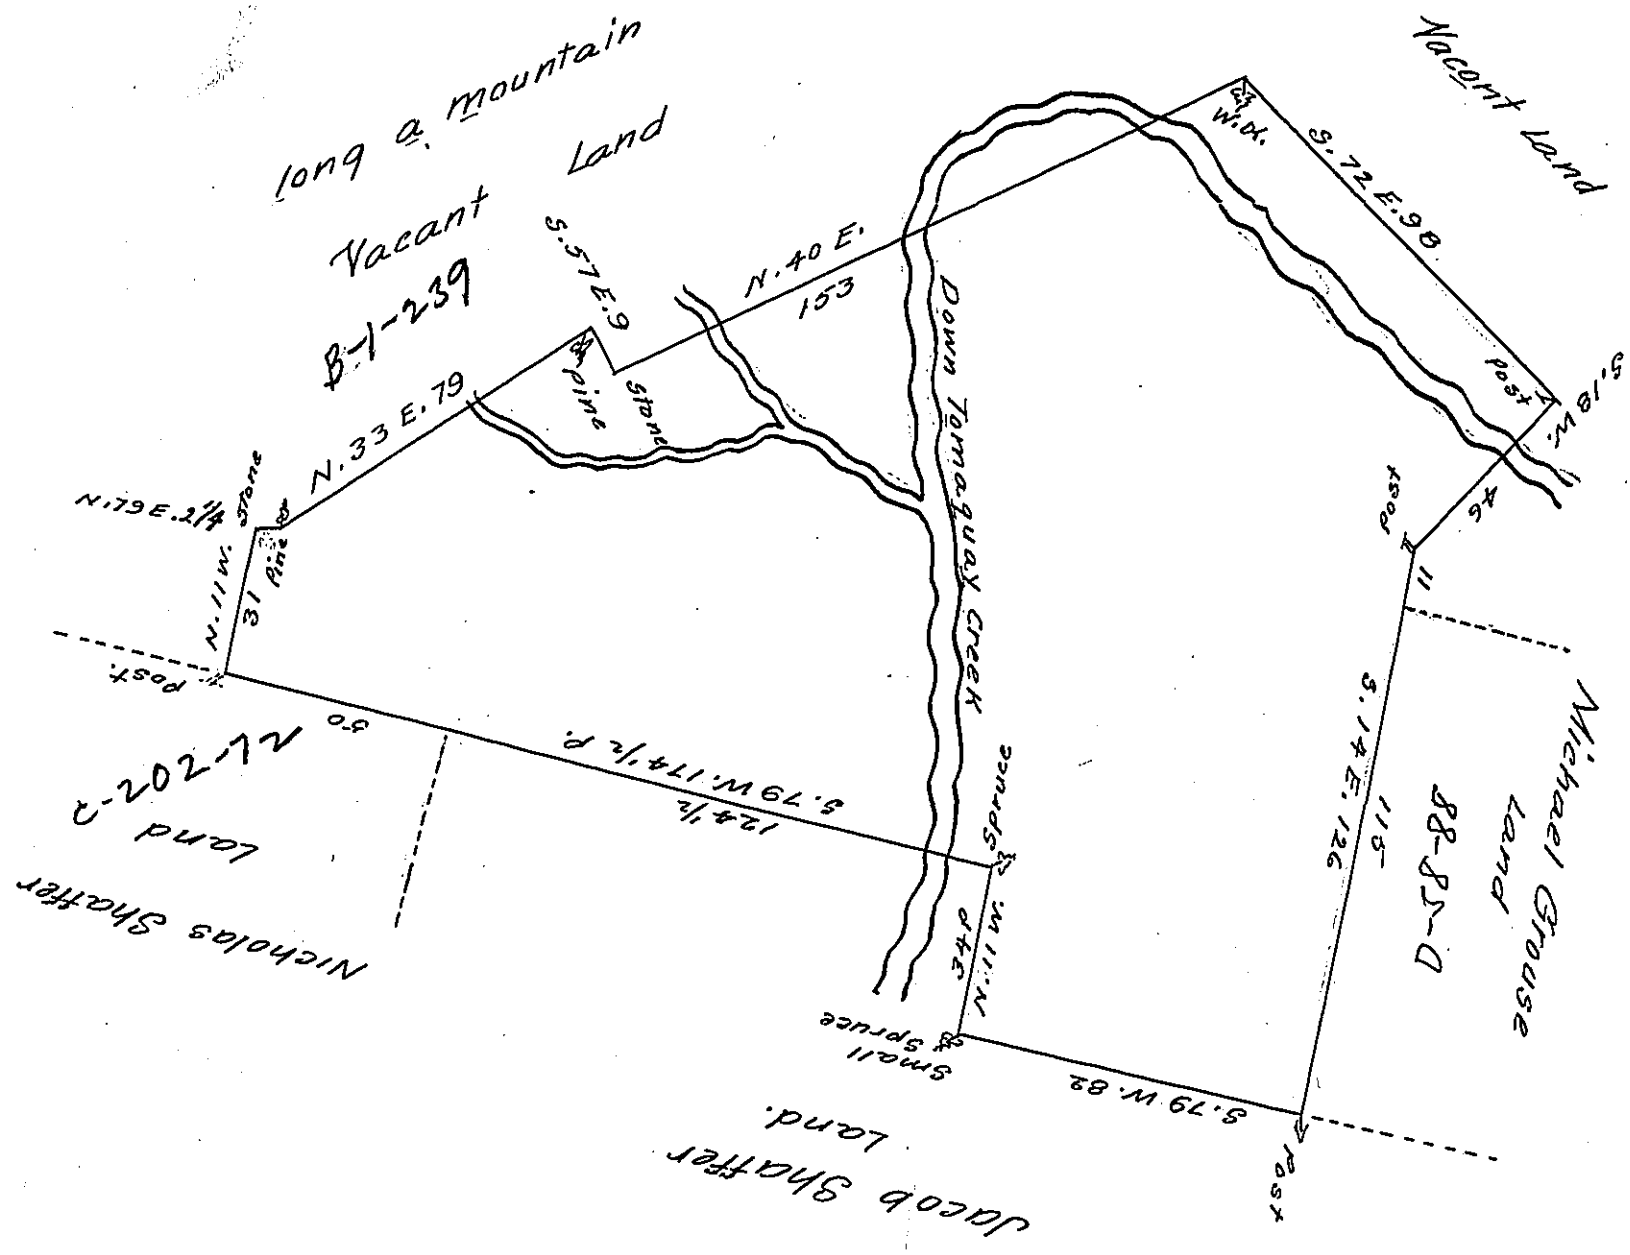 long a mountain
Vacant Land
B-1-239
Vacant Land
S. 57 E. 9
N. 40 E.
153
W.O.
S. 72 E. 98
Post
S. 18 W.
46
Post
11
S. 14 E. 126
115
Michael Grouse
Land
D-58-88
Post
S. 79 W. 82
Small
Spruce
N. 11 W.
34P
Spruce
S. 79 W. 174 1/2 P.
124 1/2
50
Post.
N. 11 W.
31
Stone
N. 79 E. 2 1/4
Pine
N. 33 E. 79
Pine
Stone
Down Tomaquay Creek
C-202-72
Nicholas Shaffer
Land
Jacob Shaffer
Land.